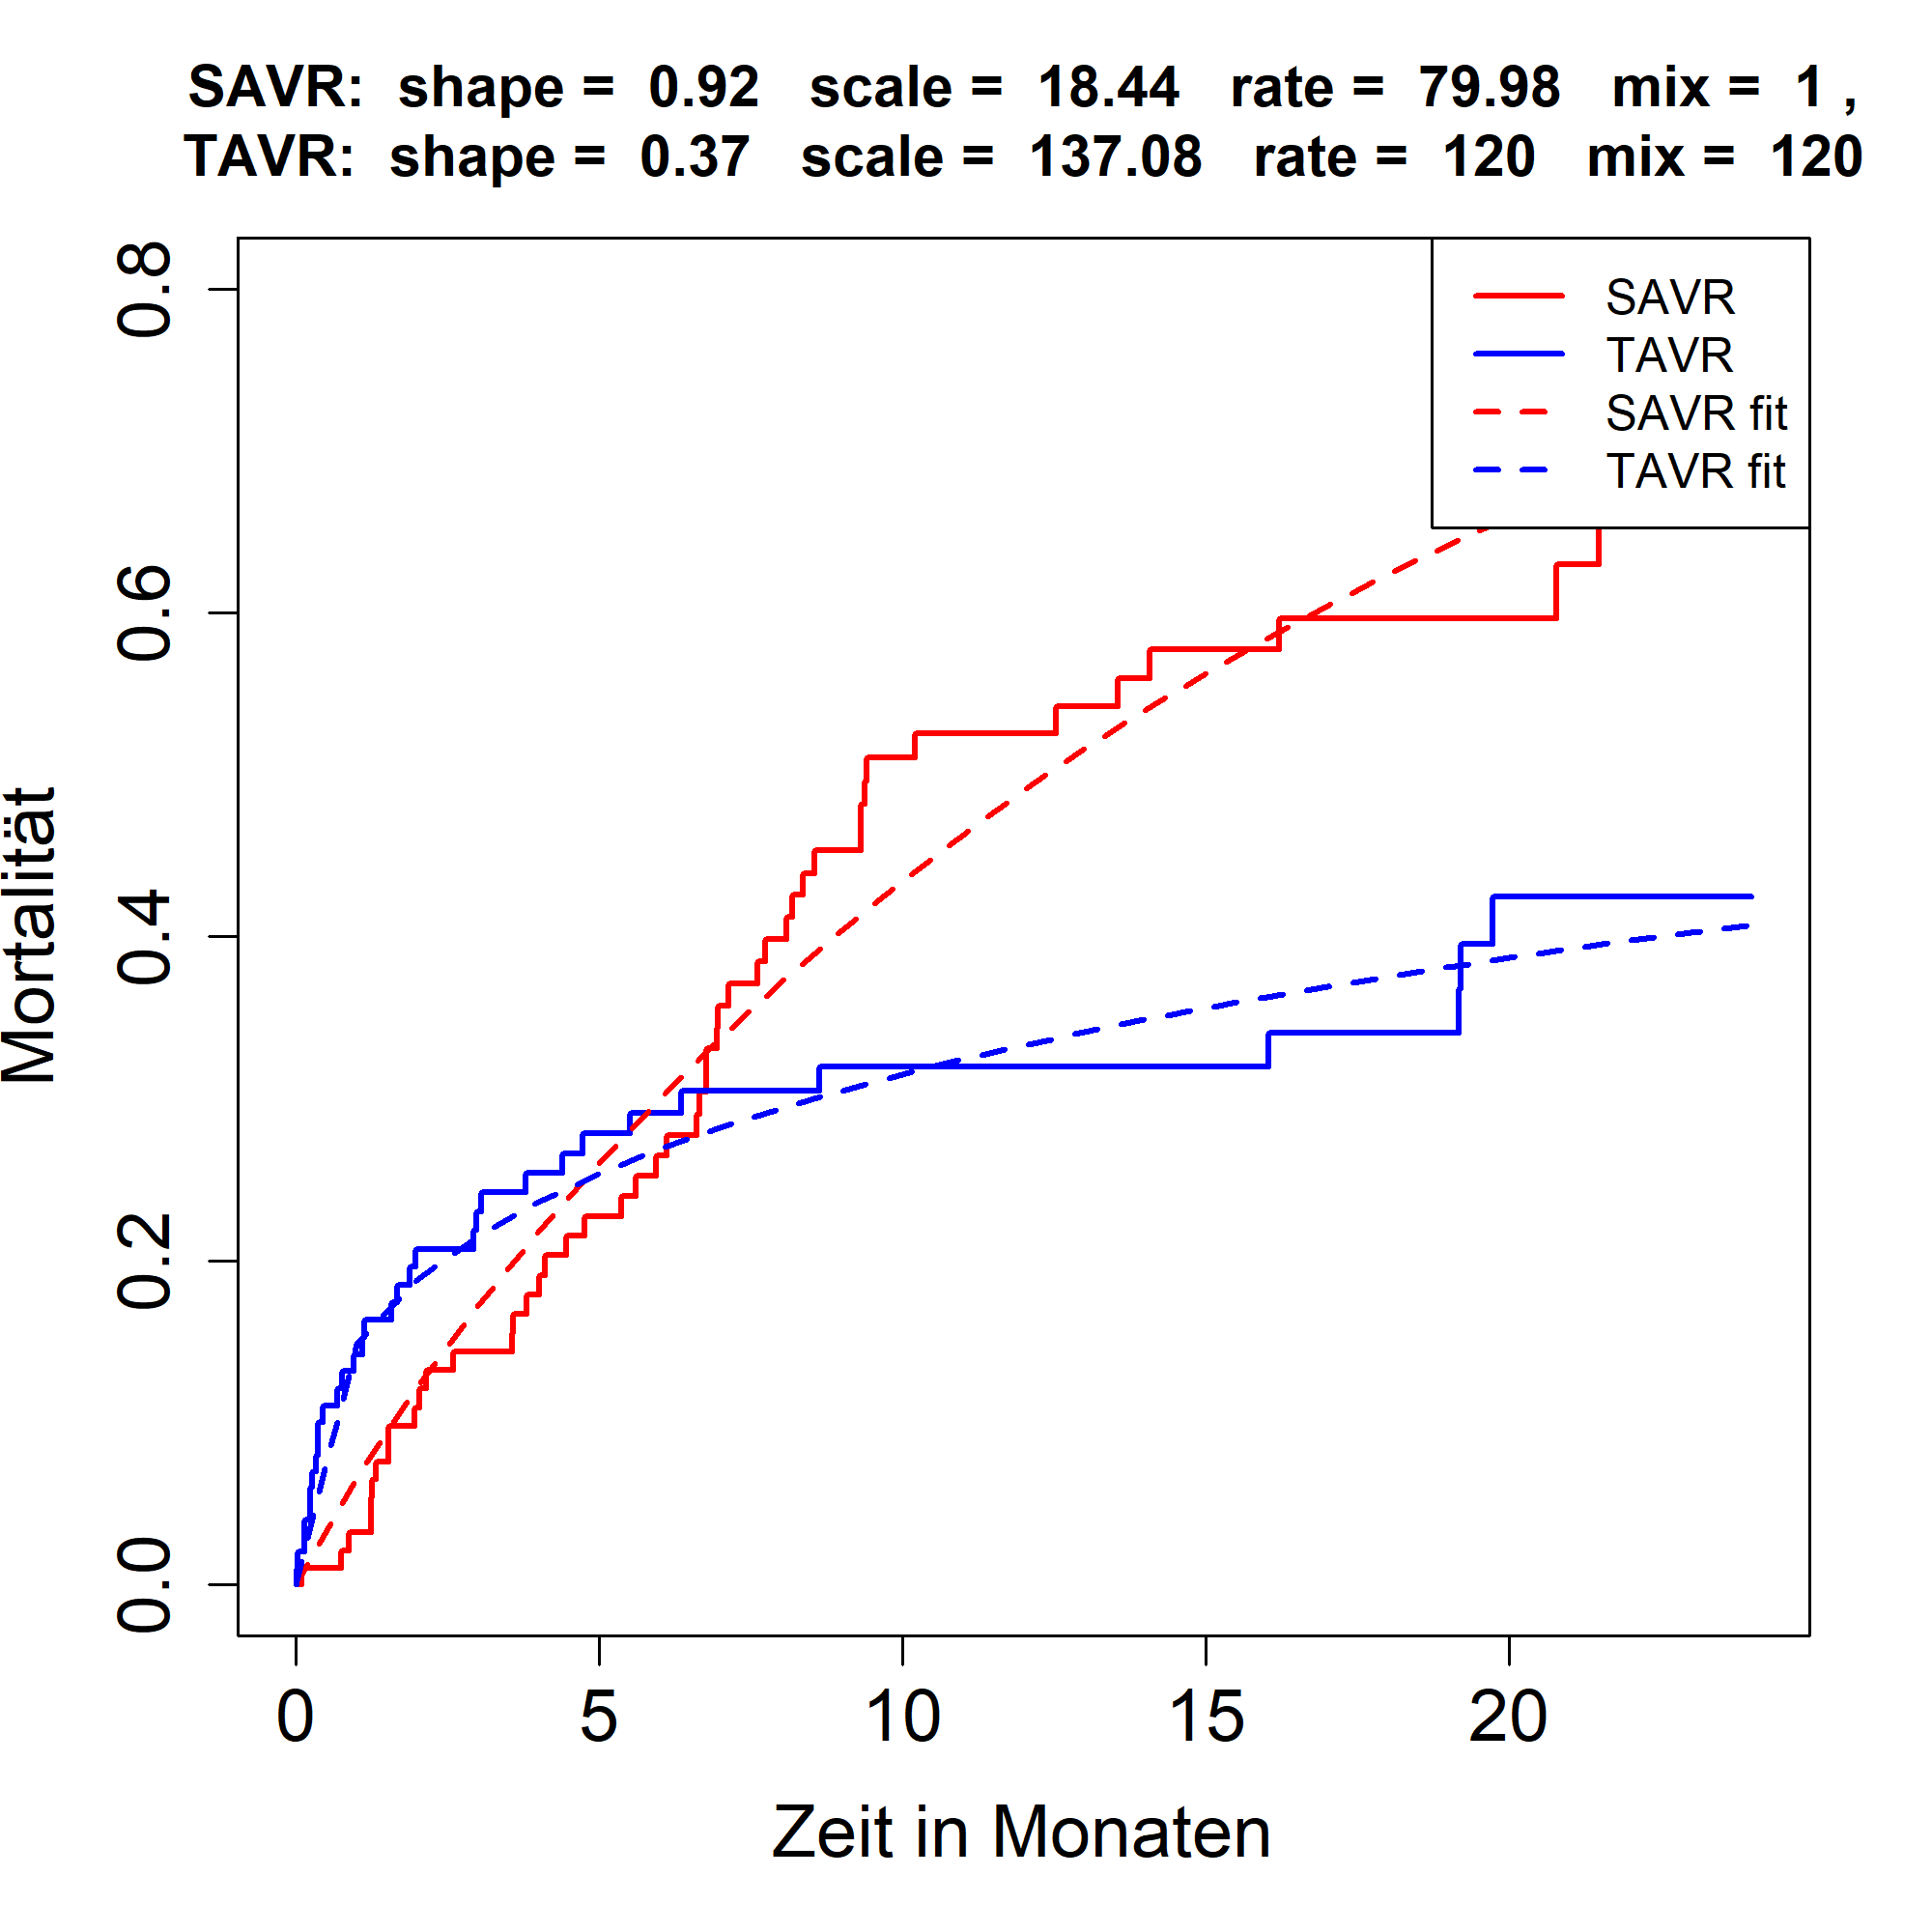 SAVR: shape = 0.92 scale = 18.44 rate = 79.98 mix = 1 ,
TAVR: shape = 0.37 scale = 137.08 rate = 120 mix = 120
SAVR
TAVR
SAVR fit
TAVR fit
Mortalität
0.8
0.6
0.4
0.2
0.0
0 5 10 15 20
Zeit in Monaten